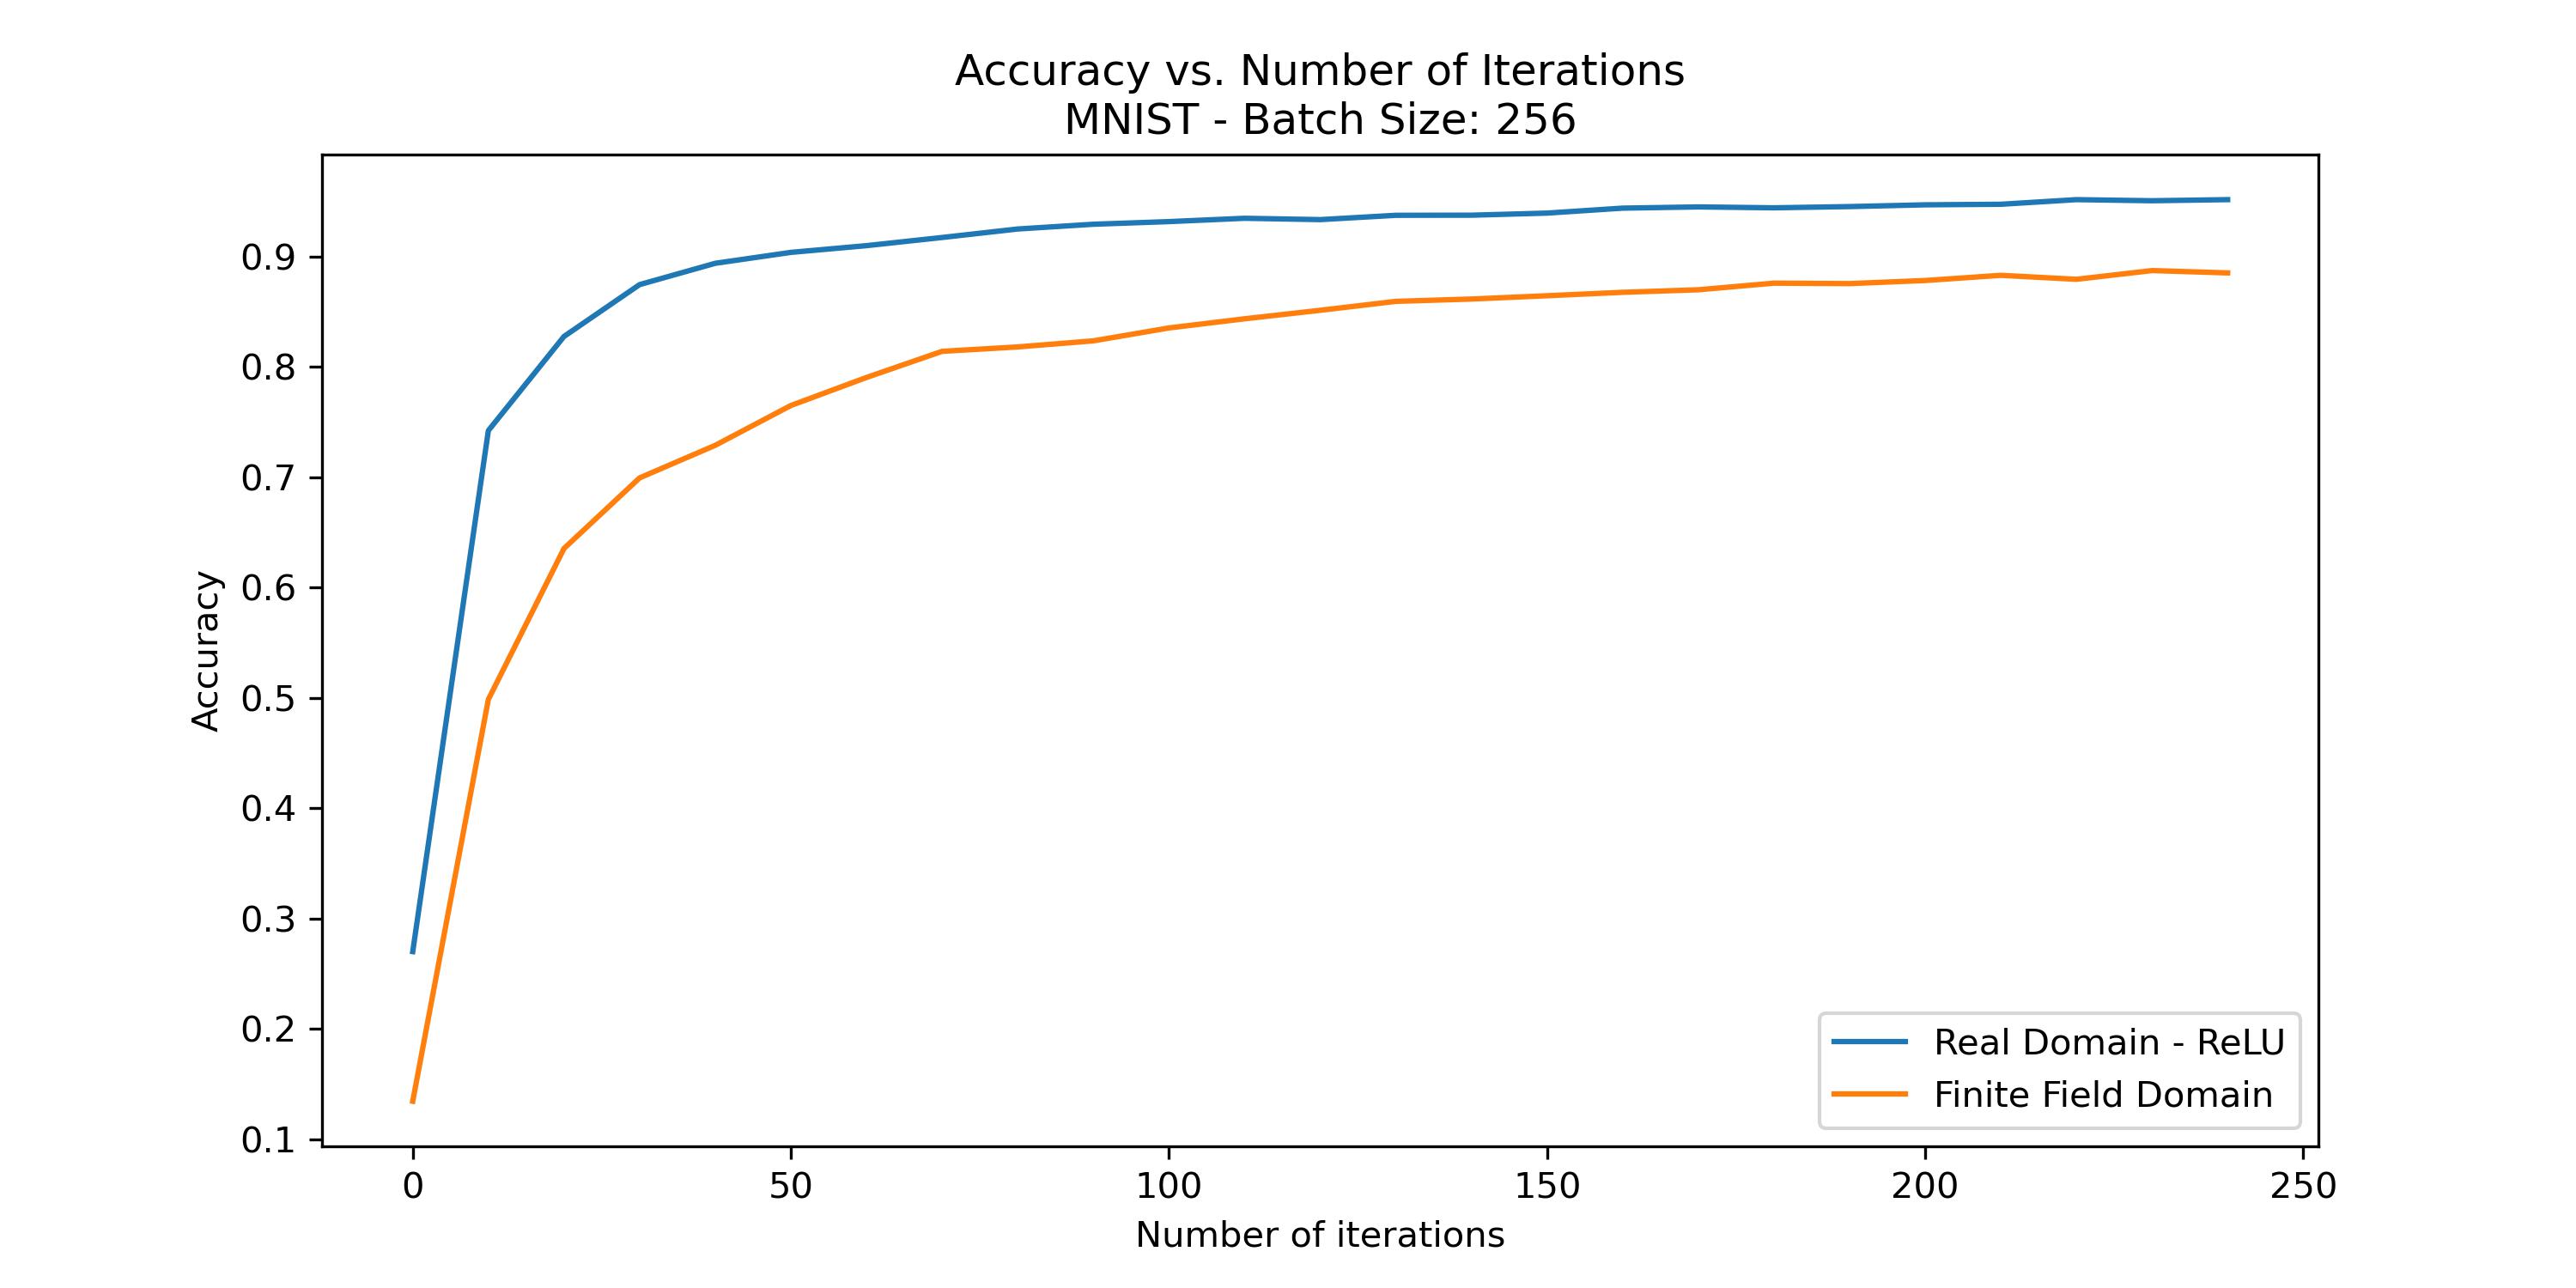 Accuracy vs. Number of Iterations
MNIST - Batch Size: 256
Accuracy
0.9
0.8
0.7
0.6
0.5
0.4
0.3
0.2
0.1
Real Domain - ReLU
Finite Field Domain
0 50 100 150 200 250
Number of iterations